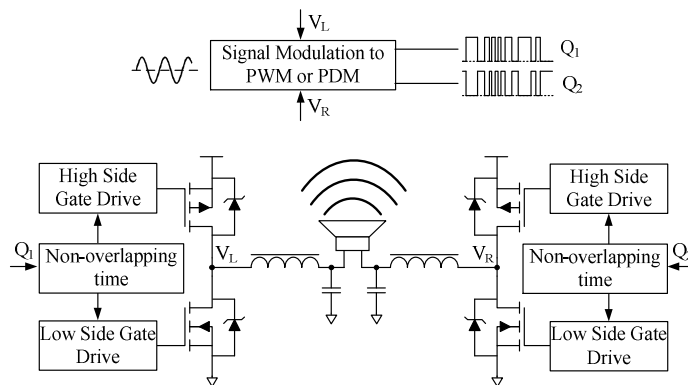 V_L
Signal Modulation to
PWM or PDM
V_R
Q_1
Q_2
High Side
Gate Drive
Q_1
Non-overlapping
time
Low Side Gate
Drive
V_L
V_R
High Side
Gate Drive
Non-overlapping
time
Low Side Gate
Drive